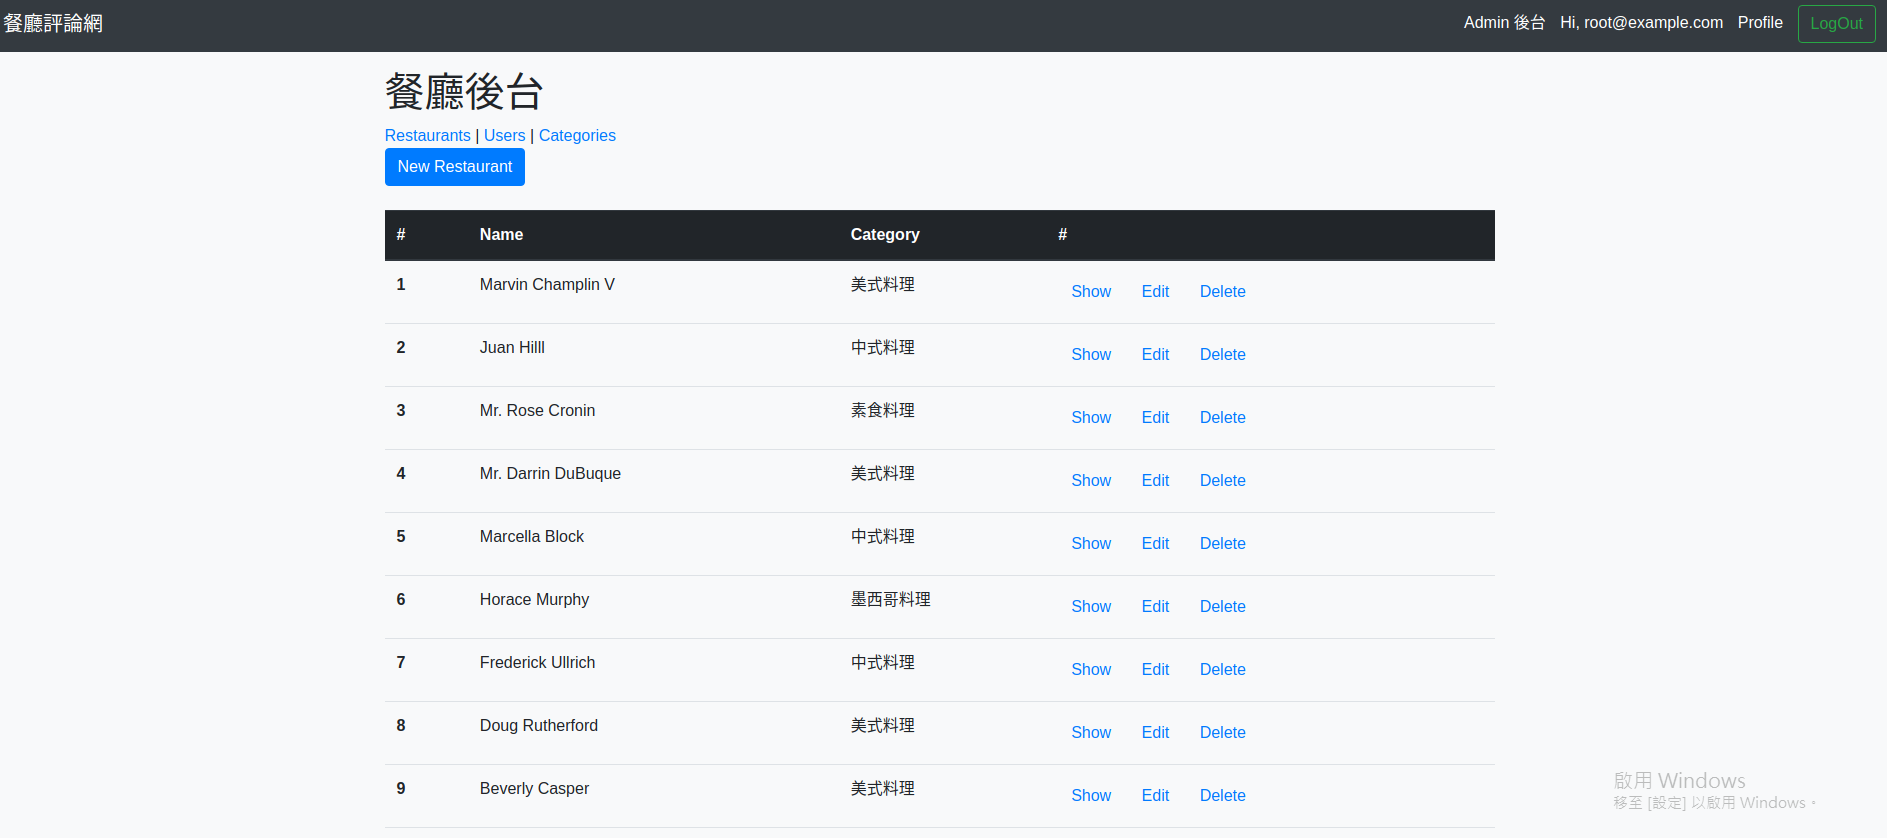 餐廳評論網 Admin 後台 Hi, root@example.com Profile LogOut
餐廳後台
Restaurants | Users | Categories
New Restaurant
# Name Category #
1 Marvin Champlin V 美式料理 Show Edit Delete
2 Juan Hilll 中式料理 Show Edit Delete
3 Mr. Rose Cronin 素食料理 Show Edit Delete
4 Mr. Darrin DuBuque 美式料理 Show Edit Delete
5 Marcella Block 中式料理 Show Edit Delete
6 Horace Murphy 墨西哥料理 Show Edit Delete
7 Frederick Ullrich 中式料理 Show Edit Delete
8 Doug Rutherford 美式料理 Show Edit Delete
9 Beverly Casper 美式料理 Show Edit Delete
啟用 Windows
移至 [設定] 以啟用 Windows。